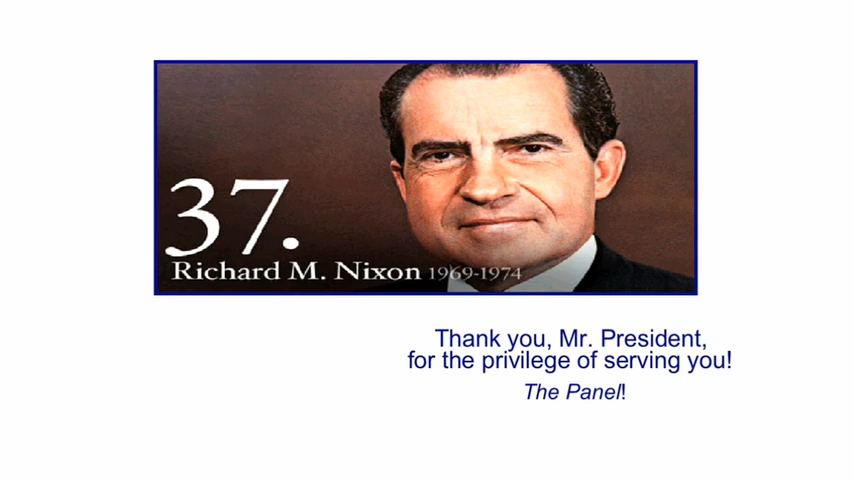 37.
Richard M. Nixon 1969-1974
Thank you, Mr. President,
for the privilege of serving you!
The Panel!